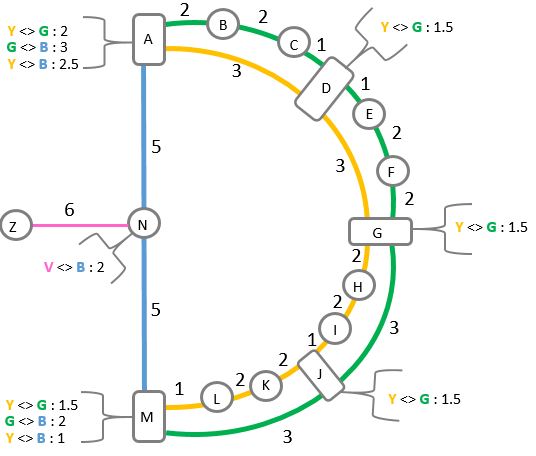 Y <> G : 2
G <> B : 3
Y <> B : 2.5
A
2
B
2
C
1
D
Y <> G : 1.5
3
1
E
2
F
3
2
5
6
Z
N
V <> B : 2
G
Y <> G : 1.5
2
H
2
I
5
1
J
3
Y <> G : 1.5
2
K
2
L
1
M
Y <> G : 1.5
G <> B : 2
Y <> B : 1
3